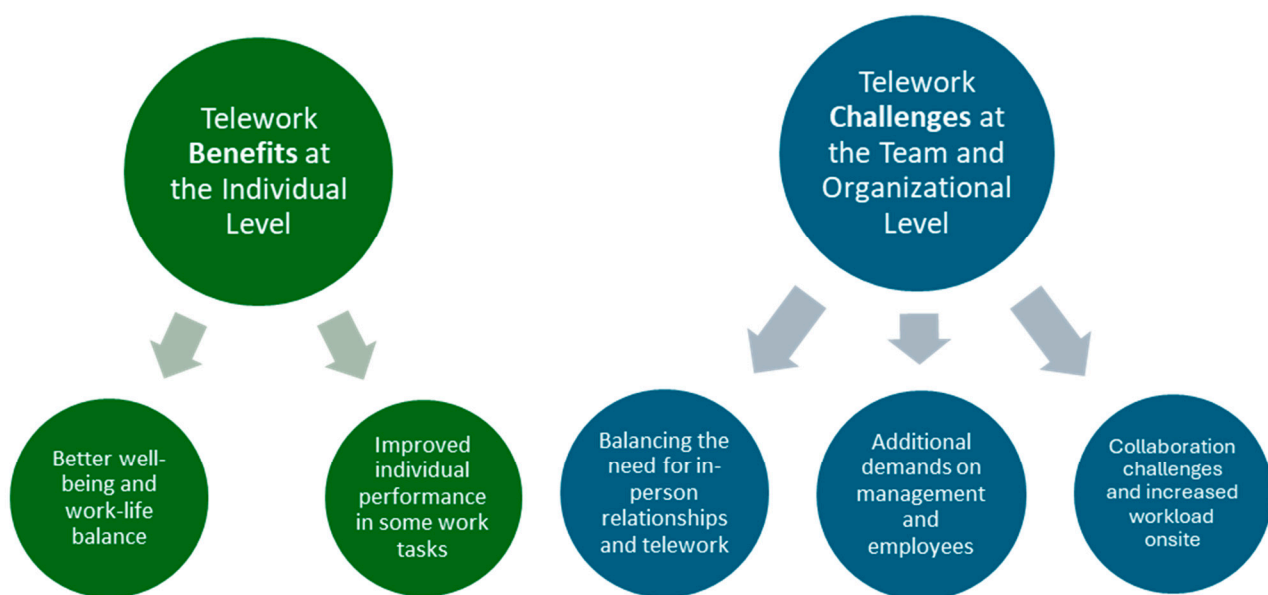 Telework
Benefits at
the Individual
Level
Telework
Challenges at
the Team and
Organizational
Level
Better well-
being and
work-life
balance
Improved
individual
performance
in some work
tasks
Balancing the
need for in-
person
relationships
and telework
Additional
demands on
management
and
employees
Collaboration
challenges
and increased
workload
onsite